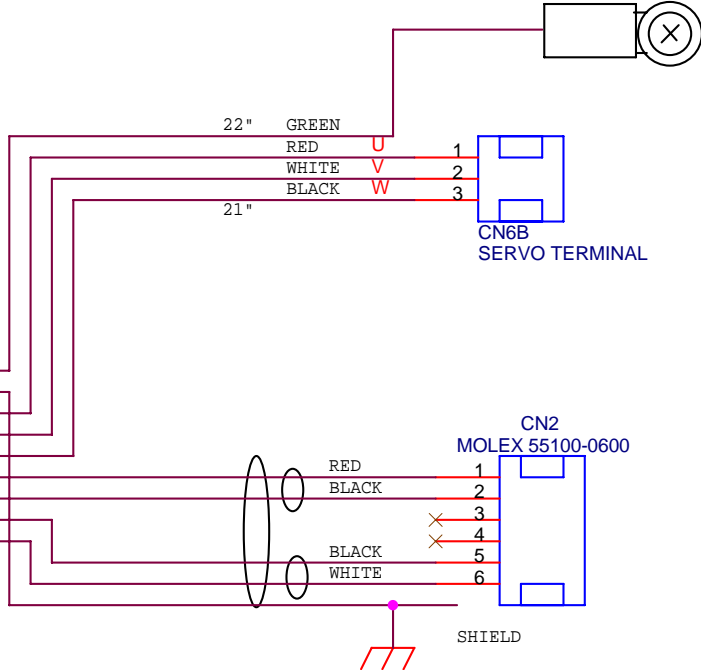 22" GREEN
RED U
1
WHITE V
2
BLACK W
3
21"
CN6B
SERVO TERMINAL
CN2
MOLEX 55100-0600
RED
1
BLACK
2
3
4
BLACK
5
WHITE
6
SHIELD